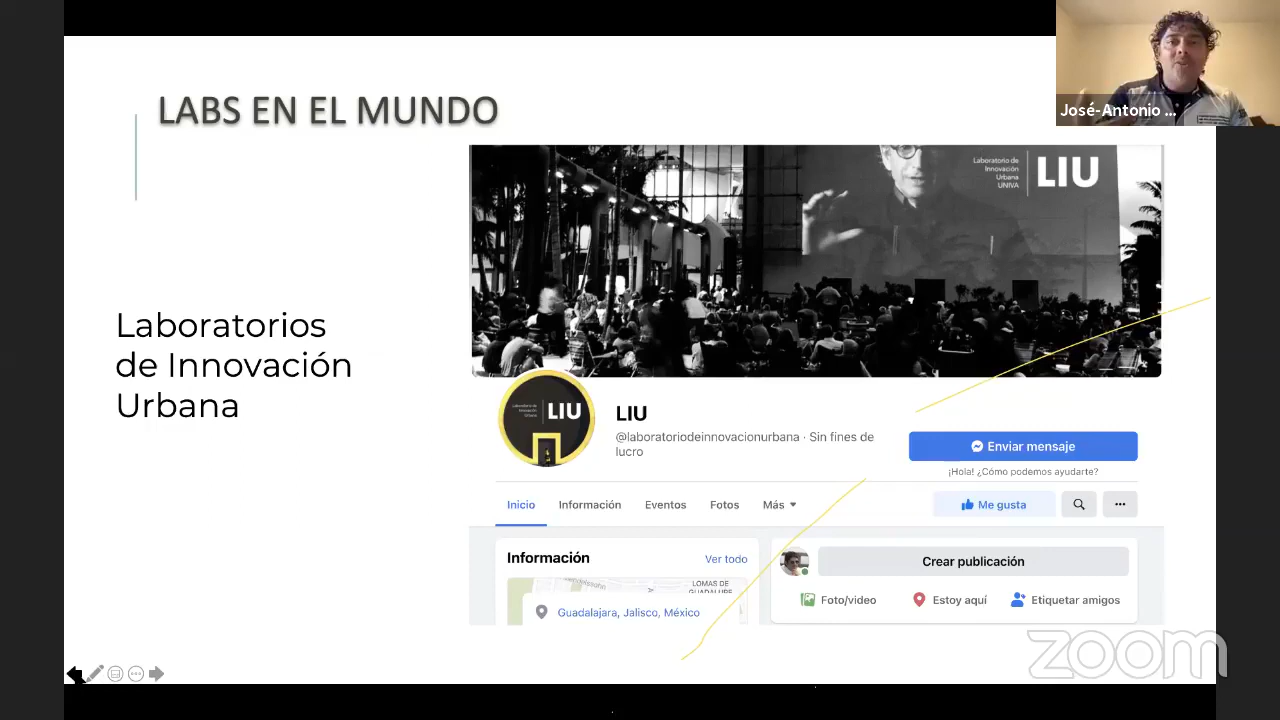 LABS EN EL MUNDO
José-Antonio ...
Laboratorio de
Innovación
Urbana
UNIVA
LIU
Laboratorios
de Innovación
Urbana
LIU
LIU
@laboratoriodeinnovacionurbana · Sin fines de
lucro
Enviar mensaje
¡Hola! ¿Cómo podemos ayudarte?
Inicio
Información
Eventos
Fotos
Más
Me gusta
Información
Ver todo
LOMAS DE
GUADALUPE
Guadalajara, Jalisco, México
Crear publicación
Foto/video
Estoy aquí
Etiquetar amigos
zoom